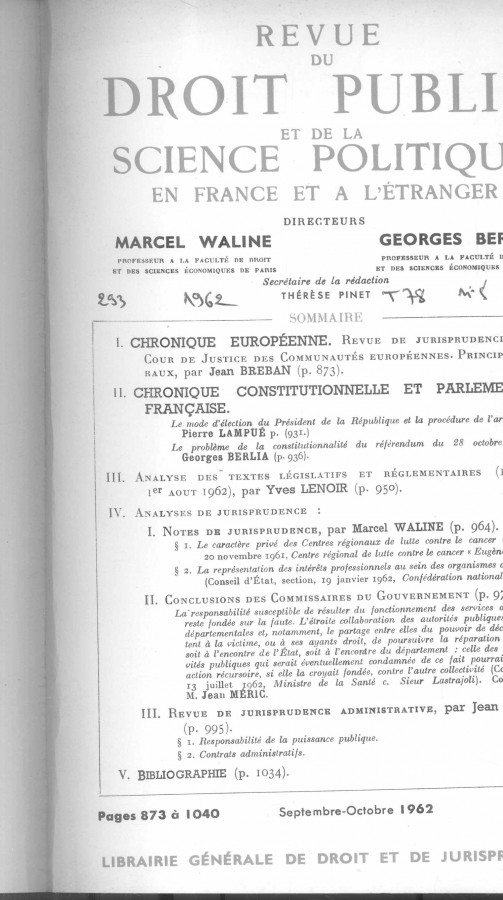 REVUE
DU
DROIT PUBLI
ET DE LA
SCIENCE POLITIQU
EN FRANCE ET A L'ÉTRANGER
DIRECTEURS
MARCEL WALINE GEORGES BER
PROFESSEUR A LA FACULTÉ DE DROIT PROFESSEUR A LA FACULTÉ D
ET DES SCIENCES ÉCONOMIQUES DE PARIS ET DES SCIENCES ÉCONOMIQUES
Secrétaire de la rédaction
293 1962 THÉRÈSE PINET T 78 n° 5
SOMMAIRE
I. CHRONIQUE EUROPÉENNE. REVUE DE JURISPRUDENCE
COUR DE JUSTICE DES COMMUNAUTÉS EUROPÉENNES. PRINCIP
RAUX, par Jean BREBAN (p. 873).
II. CHRONIQUE CONSTITUTIONNELLE ET PARLEME
FRANÇAISE.
Le mode d'élection du Président de la République et la procédure de l'ar
Pierre LAMPUÉ p. (931.)
Le problème de la constitutionnalité du référendum du 28 octobre
Georges BERLIA (p. 936).
III. ANALYSE DES TEXTES LÉGISLATIFS ET RÉGLEMENTAIRES (1
1er AOUT 1962), par Yves LENOIR (p. 950).
IV. ANALYSES DE JURISPRUDENCE :
I. NOTES DE JURISPRUDENCE, par Marcel WALINE (p. 964).
§ 1. Le caractère privé des Centres régionaux de lutte contre le cancer
20 novembre 1961, Centre régional de lutte contre le cancer « Eugèn
§ 2. La représentation des intérêts professionnels au sein des organismes d
(Conseil d'État, section, 19 janvier 1962, Confédération national
II. CONCLUSIONS DES COMMISSAIRES DU GOUVERNEMENT (p. 97
La responsabilité susceptible de résulter du fonctionnement des services d
reste fondée sur la faute. L'étroite collaboration des autorités publiques
départementales et, notamment, le partage entre elles du pouvoir de déc
tent à la victime, ou à ses ayants droit, de poursuivre la réparation
soit à l'encontre de l'État, soit à l'encontre du département : celle des
vités publiques qui serait éventuellement condamnée de ce fait pourrai
action récursoire, si elle la croyait fondée, contre l'autre collectivité (Co
13 juillet 1962, Ministre de la Santé c. Sieur Lastrajoli). Co
M. Jean MÉRIC.
III. REVUE DE JURISPRUDENCE ADMINISTRATIVE, par Jean
(p. 995).
§ 1. Responsabilité de la puissance publique.
§ 2. Contrats administratifs.
V. BIBLIOGRAPHIE (p. 1034).
Pages 873 à 1040 Septembre-Octobre 1962
LIBRAIRIE GÉNÉRALE DE DROIT ET DE JURISPR